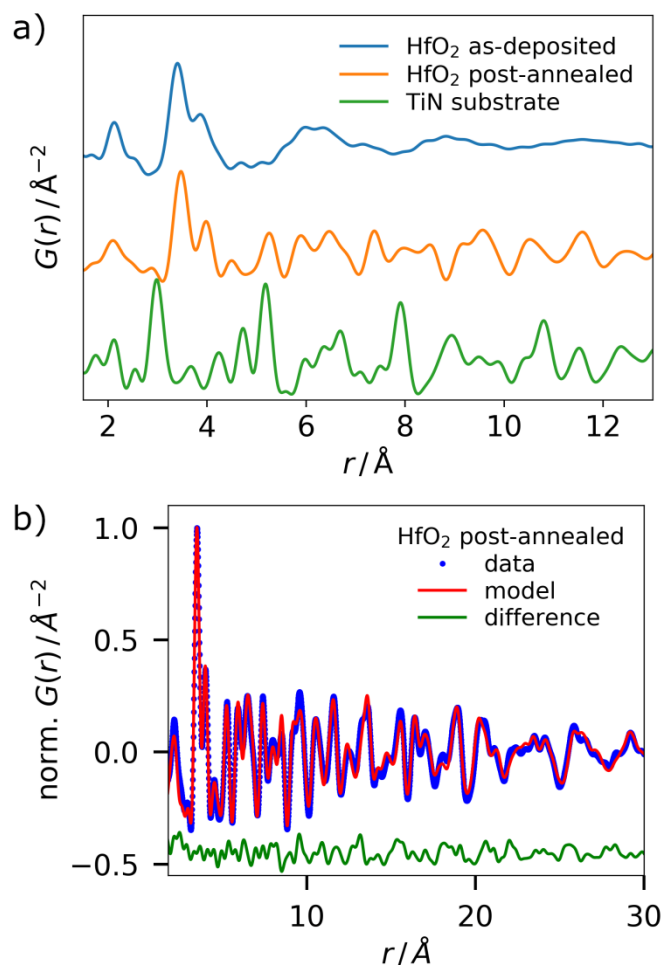 a)
HfO₂ as-deposited
HfO₂ post-annealed
TiN substrate
G(r) / Å⁻²
2 4 6 8 10 12
r / Å
b)
HfO₂ post-annealed
data
model
difference
norm. G(r) / Å⁻²
1.0
0.5
0.0
−0.5
10 20 30
r / Å